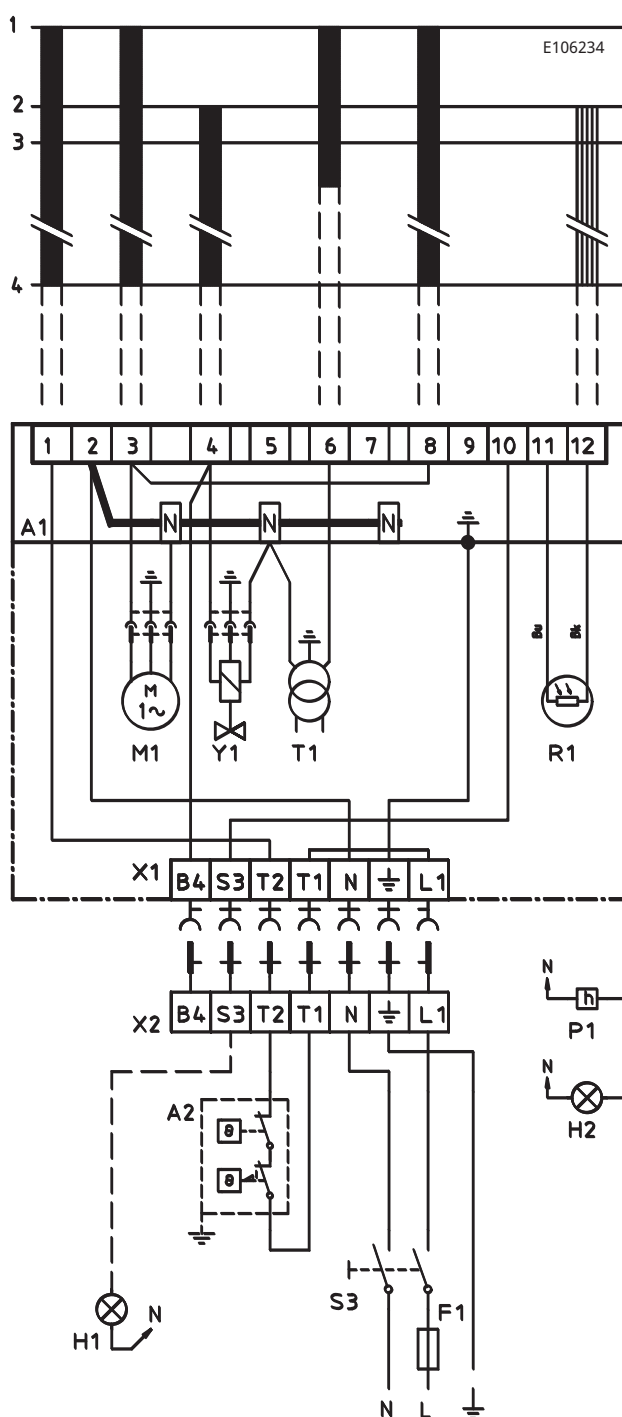 1
E106234
2
3
4
1 2 3 4 5 6 7 8 9 10 11 12
A1 N N N
Bu Bk
M
1~
M1 Y1 T1 R1
X1 B4 S3 T2 T1 N L1
N
h
X2 B4 S3 T2 T1 N L1
P1
N
A2
H2
S3 F1
N
H1
N L